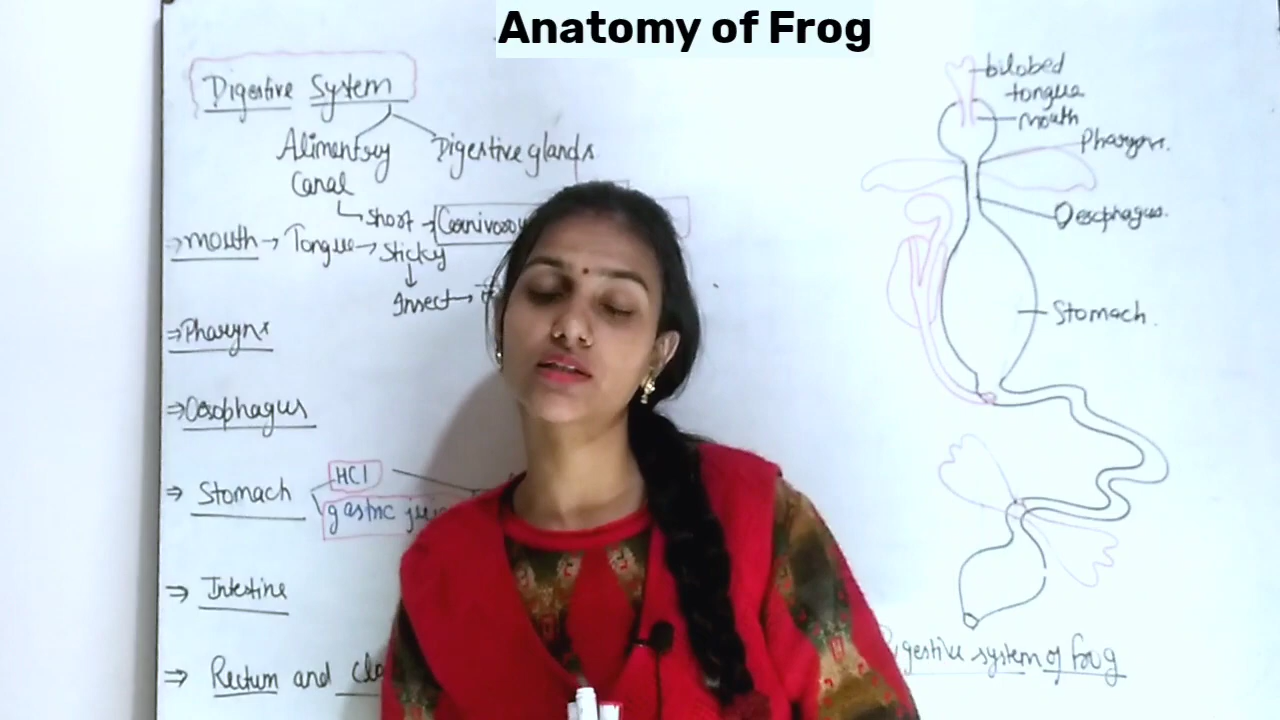 Anatomy of Frog
Digestive System
Alimentary Canal
Digestive glands
short
mouth → Tongue → Sticky
Insect →
⇒ Pharynx
⇒ Oesophagus
⇒ Stomach
HCl
gastric
⇒ Intestine
⇒ Rectum and
bilobed
tongue
mouth
Pharynx.
Oesophagus.
Stomach.
system of frog